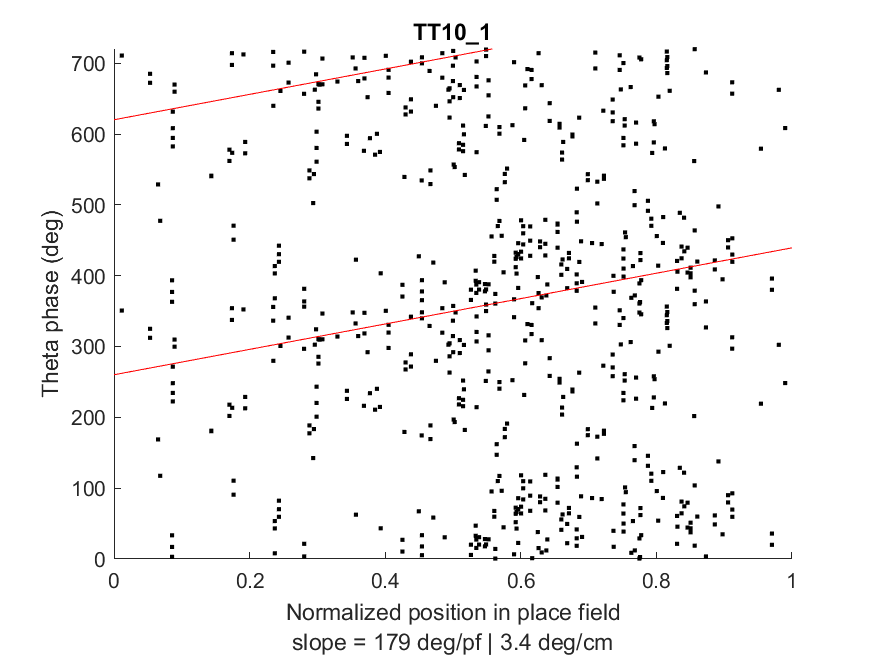 TT10_1
700
600
500
400
300
200
100
0
Theta phase (deg)
0 0.2 0.4 0.6 0.8 1
Normalized position in place field
slope = 179 deg/pf | 3.4 deg/cm